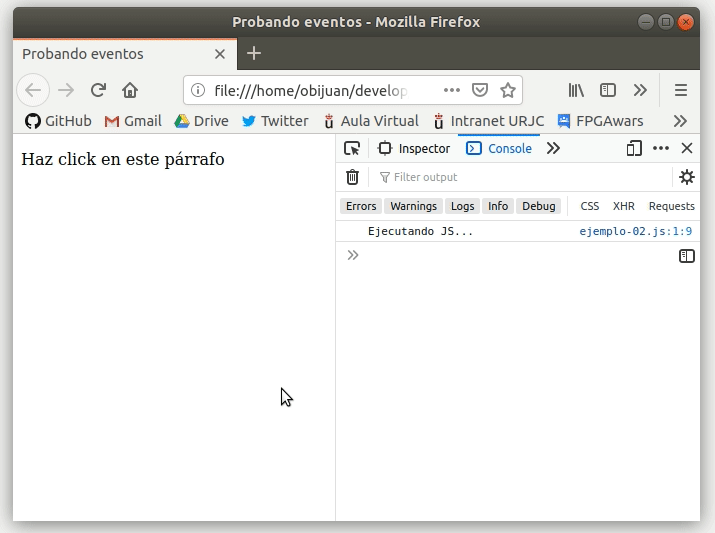 Probando eventos - Mozilla Firefox
Probando eventos
file:///home/obijuan/develop
GitHub Gmail Drive Twitter Aula Virtual Intranet URJC FPGAwars
Haz click en este párrafo
Inspector Console
Filter output
Errors Warnings Logs Info Debug CSS XHR Requests
Ejecutando JS... ejemplo-02.js:1:9